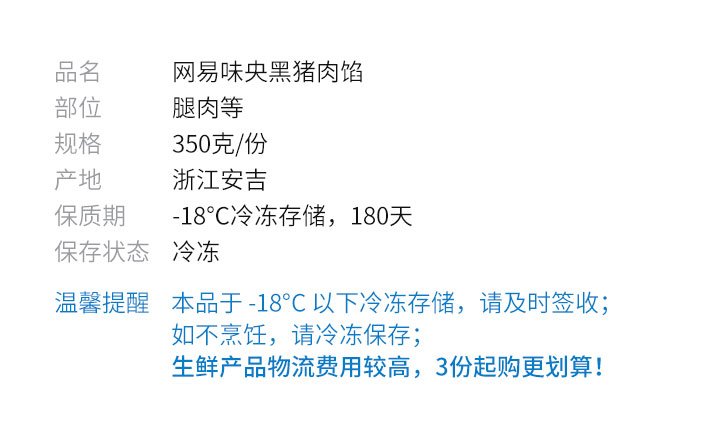 品名 网易味央黑猪肉馅
部位 腿肉等
规格 350克/份
产地 浙江安吉
保质期 -18°C冷冻存储，180天
保存状态 冷冻
温馨提醒 本品于 -18°C 以下冷冻存储，请及时签收；
如不烹饪，请冷冻保存；
生鲜产品物流费用较高，3份起购更划算！